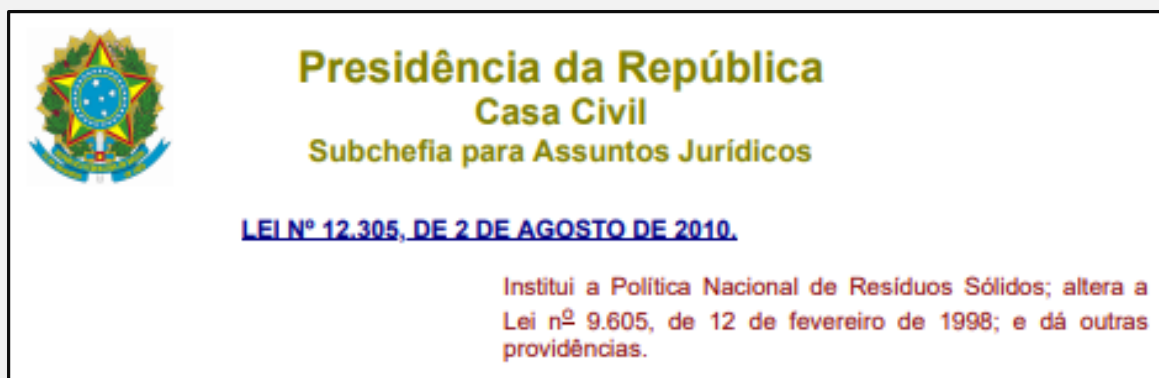 Presidência da República
Casa Civil
Subchefia para Assuntos Jurídicos
LEI Nº 12.305, DE 2 DE AGOSTO DE 2010.
Institui a Política Nacional de Resíduos Sólidos; altera a
Lei nº 9.605, de 12 de fevereiro de 1998; e dá outras
providências.